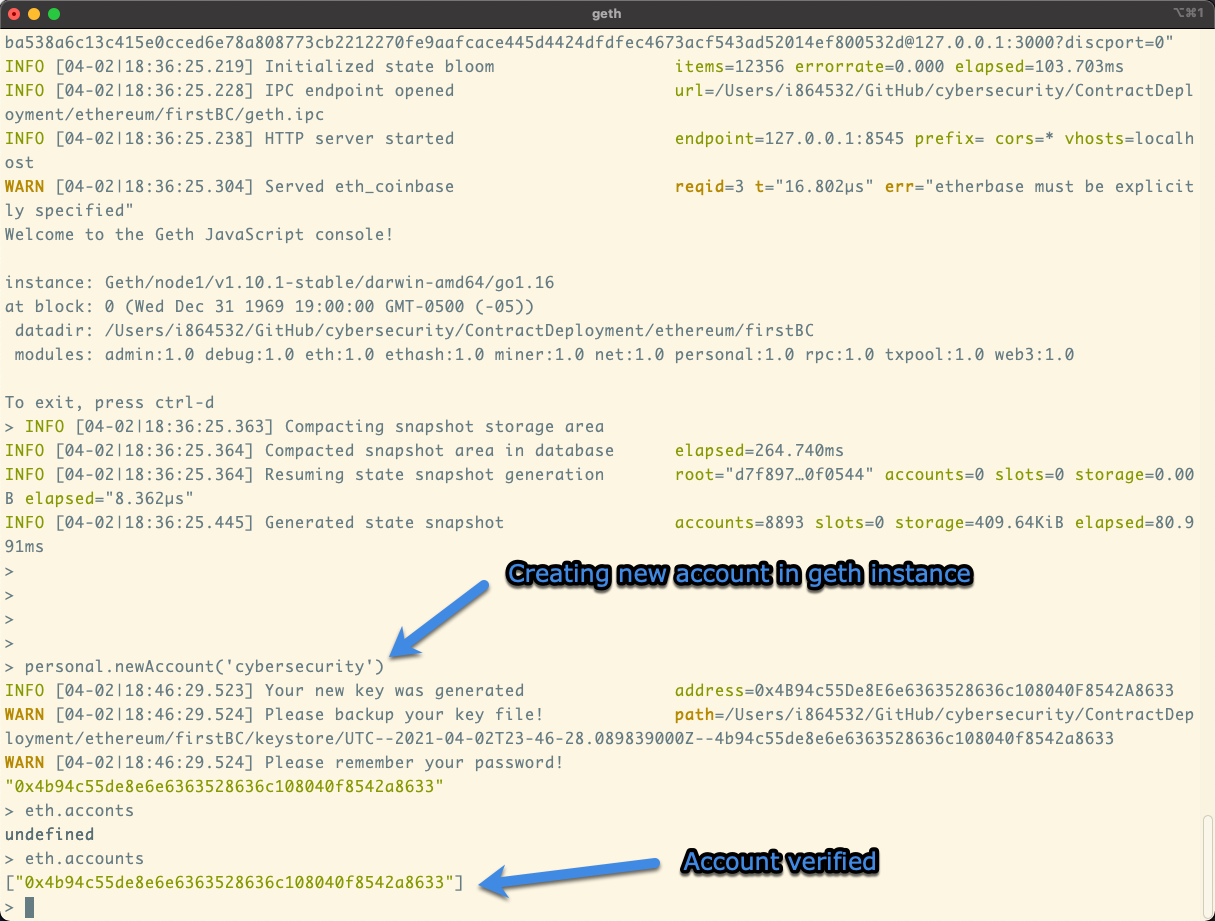 geth
⌥⌘1
ba538a6c13c415e0cced6e78a808773cb2212270fe9aafcace445d4424dfdfec4673acf543ad52014ef800532d@127.0.0.1:3000?discport=0"
INFO [04-02|18:36:25.219] Initialized state bloom items=12356 errorrate=0.000 elapsed=103.703ms
INFO [04-02|18:36:25.228] IPC endpoint opened url=/Users/i864532/GitHub/cybersecurity/ContractDepl
oyment/ethereum/firstBC/geth.ipc
INFO [04-02|18:36:25.238] HTTP server started endpoint=127.0.0.1:8545 prefix= cors=* vhosts=localh
ost
WARN [04-02|18:36:25.304] Served eth_coinbase reqid=3 t="16.802µs" err="etherbase must be explicit
ly specified"
Welcome to the Geth JavaScript console!
instance: Geth/node1/v1.10.1-stable/darwin-amd64/go1.16
at block: 0 (Wed Dec 31 1969 19:00:00 GMT-0500 (-05))
datadir: /Users/i864532/GitHub/cybersecurity/ContractDeployment/ethereum/firstBC
modules: admin:1.0 debug:1.0 eth:1.0 ethash:1.0 miner:1.0 net:1.0 personal:1.0 rpc:1.0 txpool:1.0 web3:1.0
To exit, press ctrl-d
> INFO [04-02|18:36:25.363] Compacting snapshot storage area
INFO [04-02|18:36:25.364] Compacted snapshot area in database elapsed=264.740ms
INFO [04-02|18:36:25.364] Resuming state snapshot generation root="d7f897…0f0544" accounts=0 slots=0 storage=0.00
B elapsed="8.362µs"
INFO [04-02|18:36:25.445] Generated state snapshot accounts=8893 slots=0 storage=409.64KiB elapsed=80.9
91ms
>
Creating new account in geth instance
>
>
>
> personal.newAccount('cybersecurity')
INFO [04-02|18:46:29.523] Your new key was generated address=0x4B94c55De8E6e6363528636c108040F8542A8633
WARN [04-02|18:46:29.524] Please backup your key file! path=/Users/i864532/GitHub/cybersecurity/ContractDep
loyment/ethereum/firstBC/keystore/UTC--2021-04-02T23-46-28.089839000Z--4b94c55de8e6e6363528636c108040f8542a8633
WARN [04-02|18:46:29.524] Please remember your password!
"0x4b94c55de8e6e6363528636c108040f8542a8633"
> eth.acconts
undefined
> eth.accounts
Account verified
["0x4b94c55de8e6e6363528636c108040f8542a8633"]
>